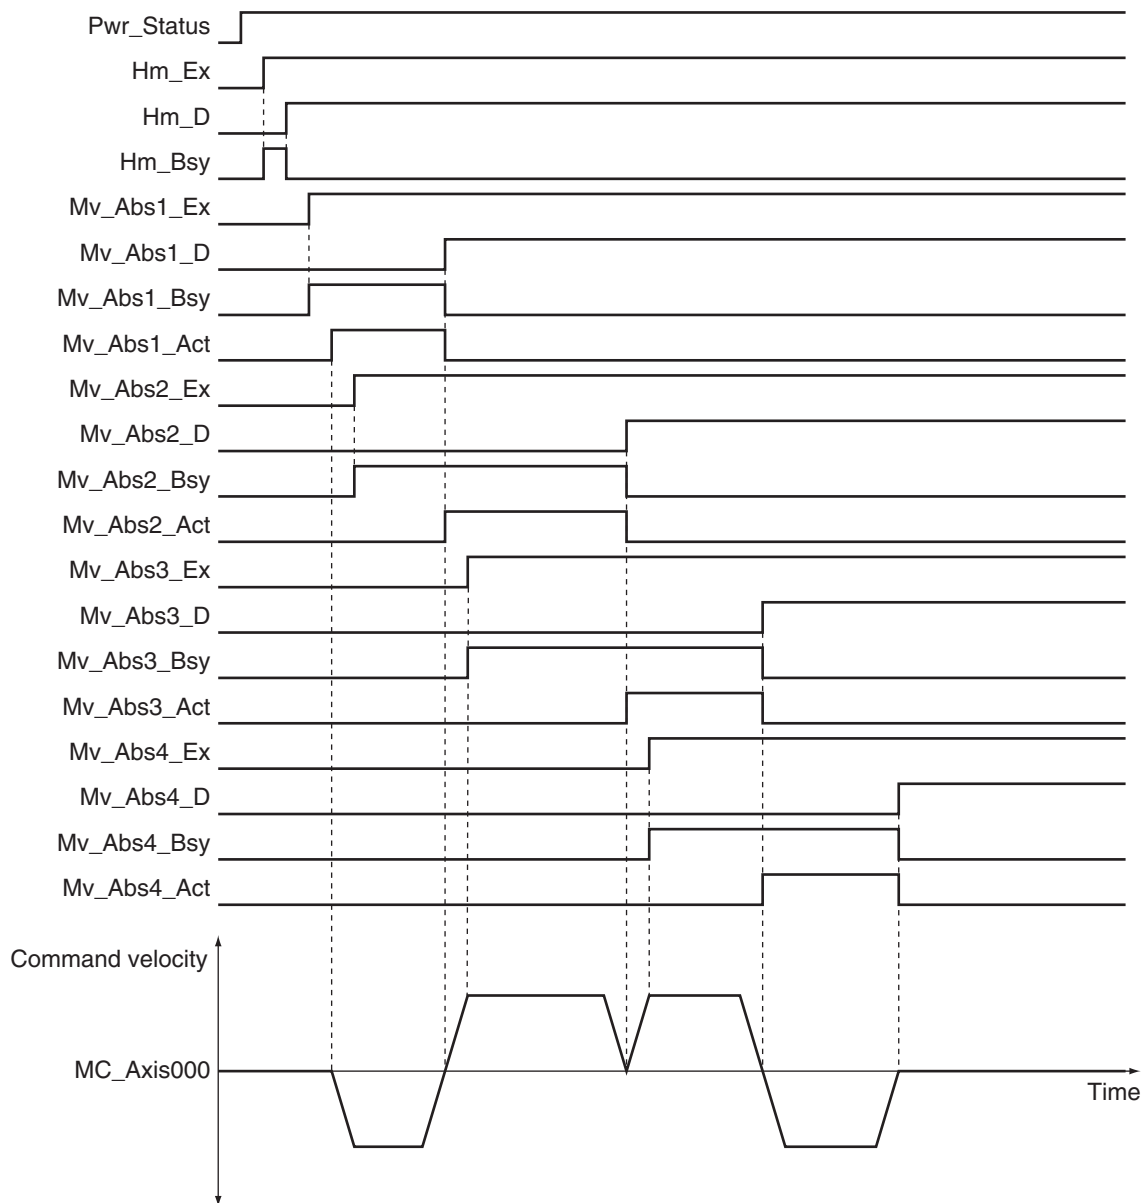 Pwr_Status
Hm_Ex
Hm_D
Hm_Bsy
Mv_Abs1_Ex
Mv_Abs1_D
Mv_Abs1_Bsy
Mv_Abs1_Act
Mv_Abs2_Ex
Mv_Abs2_D
Mv_Abs2_Bsy
Mv_Abs2_Act
Mv_Abs3_Ex
Mv_Abs3_D
Mv_Abs3_Bsy
Mv_Abs3_Act
Mv_Abs4_Ex
Mv_Abs4_D
Mv_Abs4_Bsy
Mv_Abs4_Act
Command velocity
MC_Axis000
Time